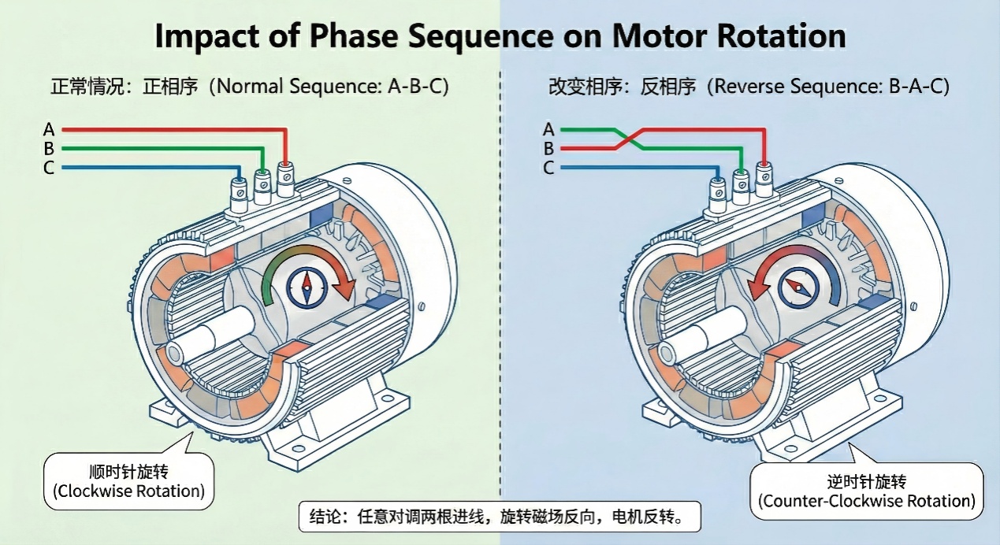 Impact of Phase Sequence on Motor Rotation
正常情况：正相序（Normal Sequence: A-B-C）
A
B
C
顺时针旋转
(Clockwise Rotation)
改变相序：反相序（Reverse Sequence: B-A-C）
A
B
C
逆时针旋转
(Counter-Clockwise Rotation)
结论：任意对调两根进线，旋转磁场反向，电机反转。